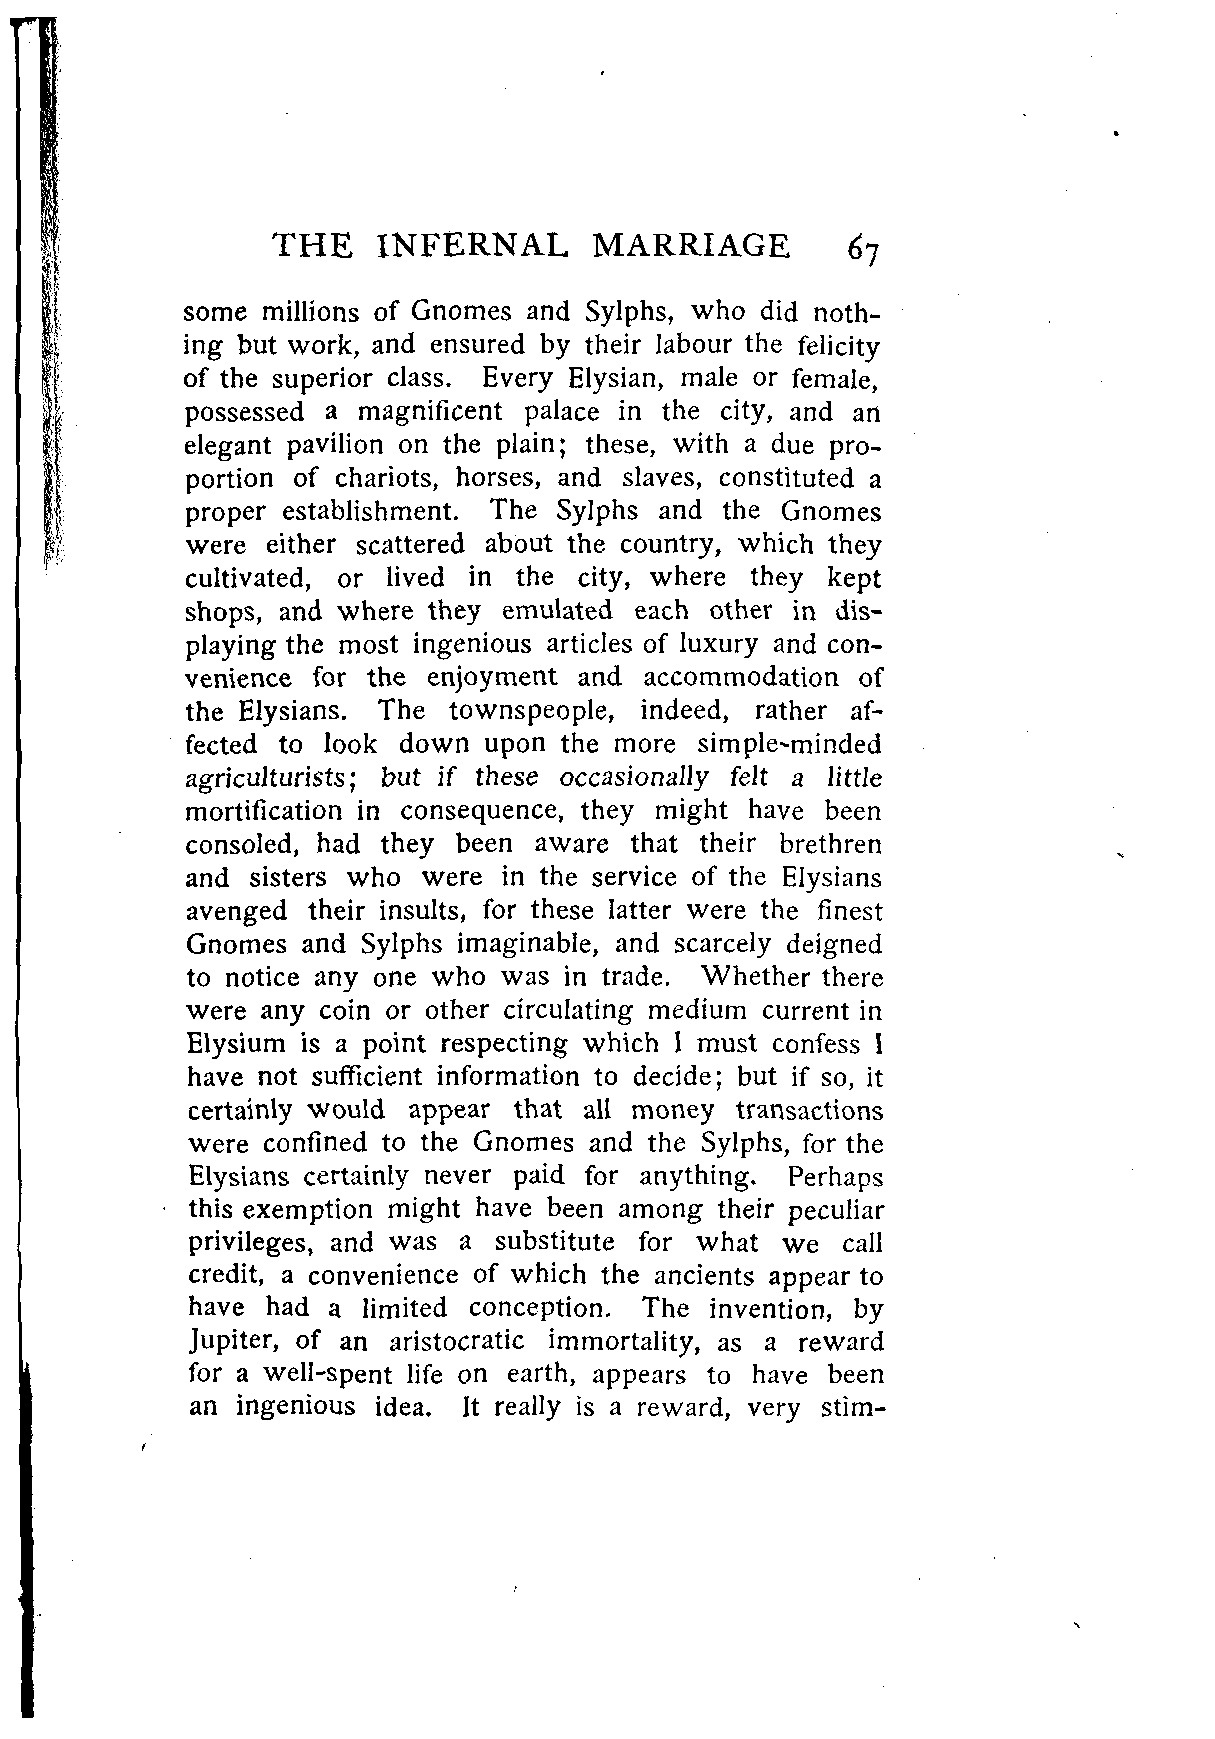 THE INFERNAL MARRIAGE 67
some millions of Gnomes and Sylphs, who did noth-
ing but work, and ensured by their labour the felicity
of the superior class. Every Elysian, male or female,
possessed a magnificent palace in the city, and an
elegant pavilion on the plain; these, with a due pro-
portion of chariots, horses, and slaves, constituted a
proper establishment. The Sylphs and the Gnomes
were either scattered about the country, which they
cultivated, or lived in the city, where they kept
shops, and where they emulated each other in dis-
playing the most ingenious articles of luxury and con-
venience for the enjoyment and accommodation of
the Elysians. The townspeople, indeed, rather af-
fected to look down upon the more simple-minded
agriculturists; but if these occasionally felt a little
mortification in consequence, they might have been
consoled, had they been aware that their brethren
and sisters who were in the service of the Elysians
avenged their insults, for these latter were the finest
Gnomes and Sylphs imaginable, and scarcely deigned
to notice any one who was in trade. Whether there
were any coin or other circulating medium current in
Elysium is a point respecting which I must confess I
have not sufficient information to decide; but if so, it
certainly would appear that all money transactions
were confined to the Gnomes and the Sylphs, for the
Elysians certainly never paid for anything. Perhaps
this exemption might have been among their peculiar
privileges, and was a substitute for what we call
credit, a convenience of which the ancients appear to
have had a limited conception. The invention, by
Jupiter, of an aristocratic immortality, as a reward
for a well-spent life on earth, appears to have been
an ingenious idea. It really is a reward, very stim-